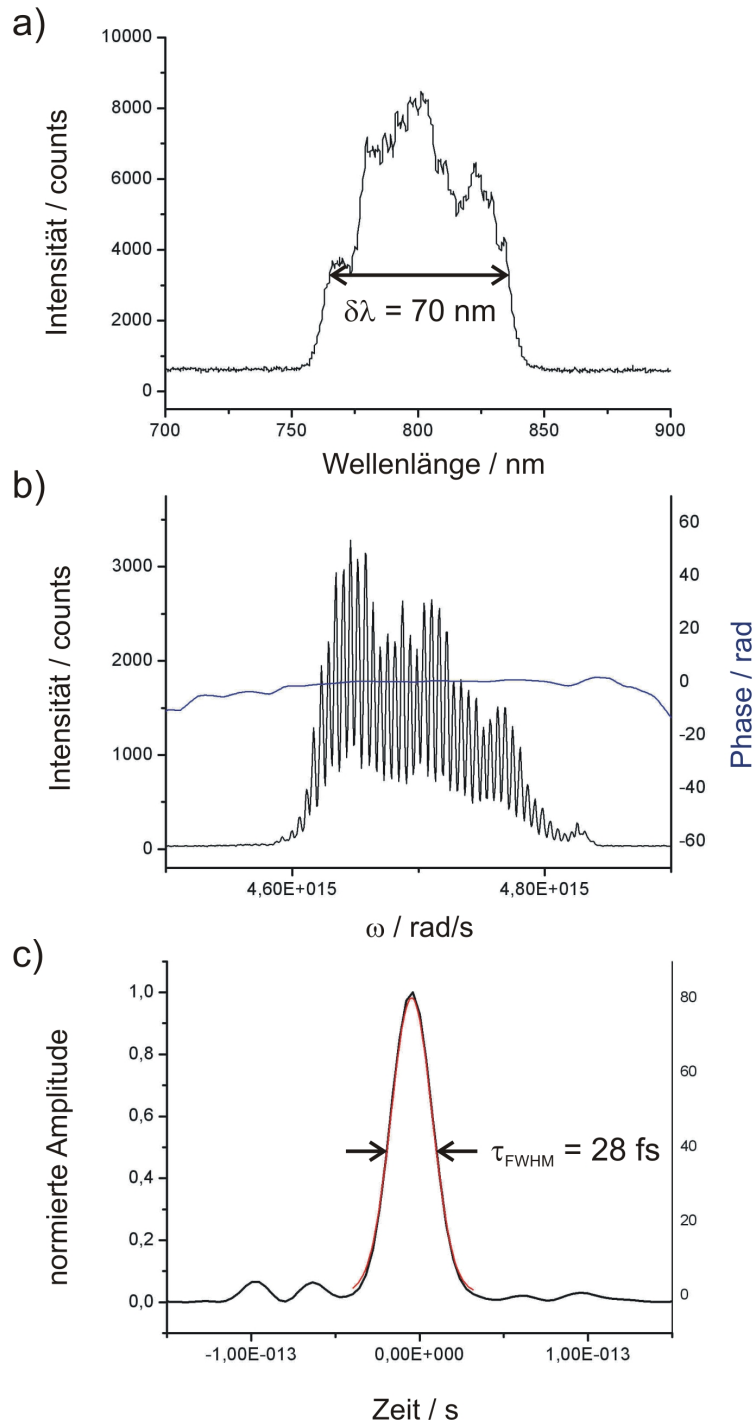 a)
10000
8000
6000
4000
2000
0
Intensität / counts
δλ = 70 nm
700
750
800
850
900
Wellenlänge / nm
b)
3000
2000
1000
0
Intensität / counts
60
40
20
0
-20
-40
-60
Phase / rad
4,60E+015
4,80E+015
ω / rad/s
c)
1,0
0,8
0,6
0,4
0,2
0,0
normierte Amplitude
τFWHM = 28 fs
80
60
40
20
0
-1,00E-013
0,00E+000
1,00E-013
Zeit / s